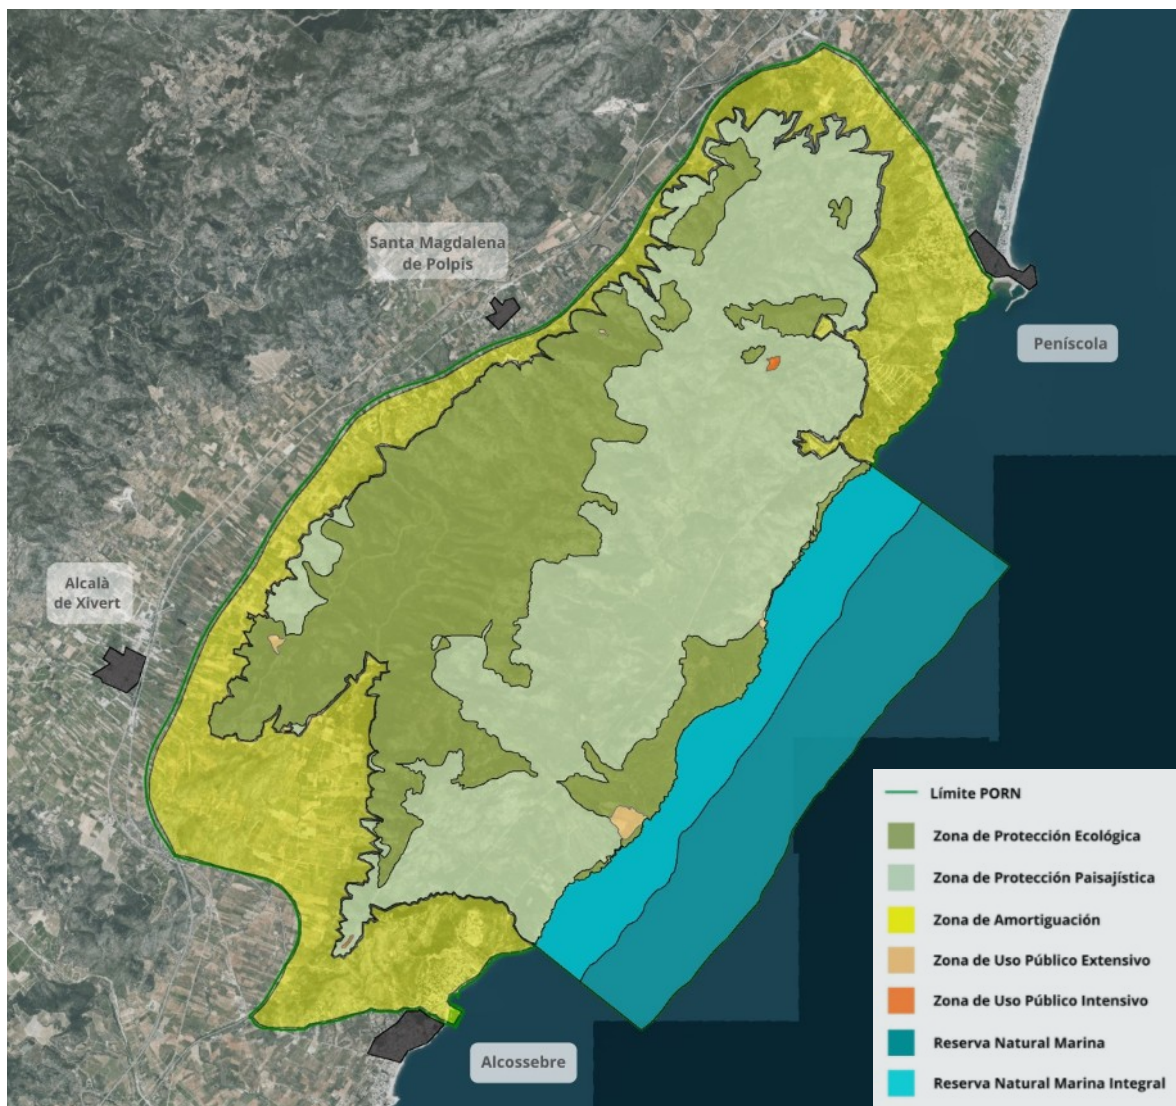 Santa Magdalena
de Polpis
Peníscola
Alcalà
de Xivert
Alcossebre
Límite PORN
Zona de Protección Ecológica
Zona de Protección Paisajística
Zona de Amortiguación
Zona de Uso Público Extensivo
Zona de Uso Público Intensivo
Reserva Natural Marina
Reserva Natural Marina Integral